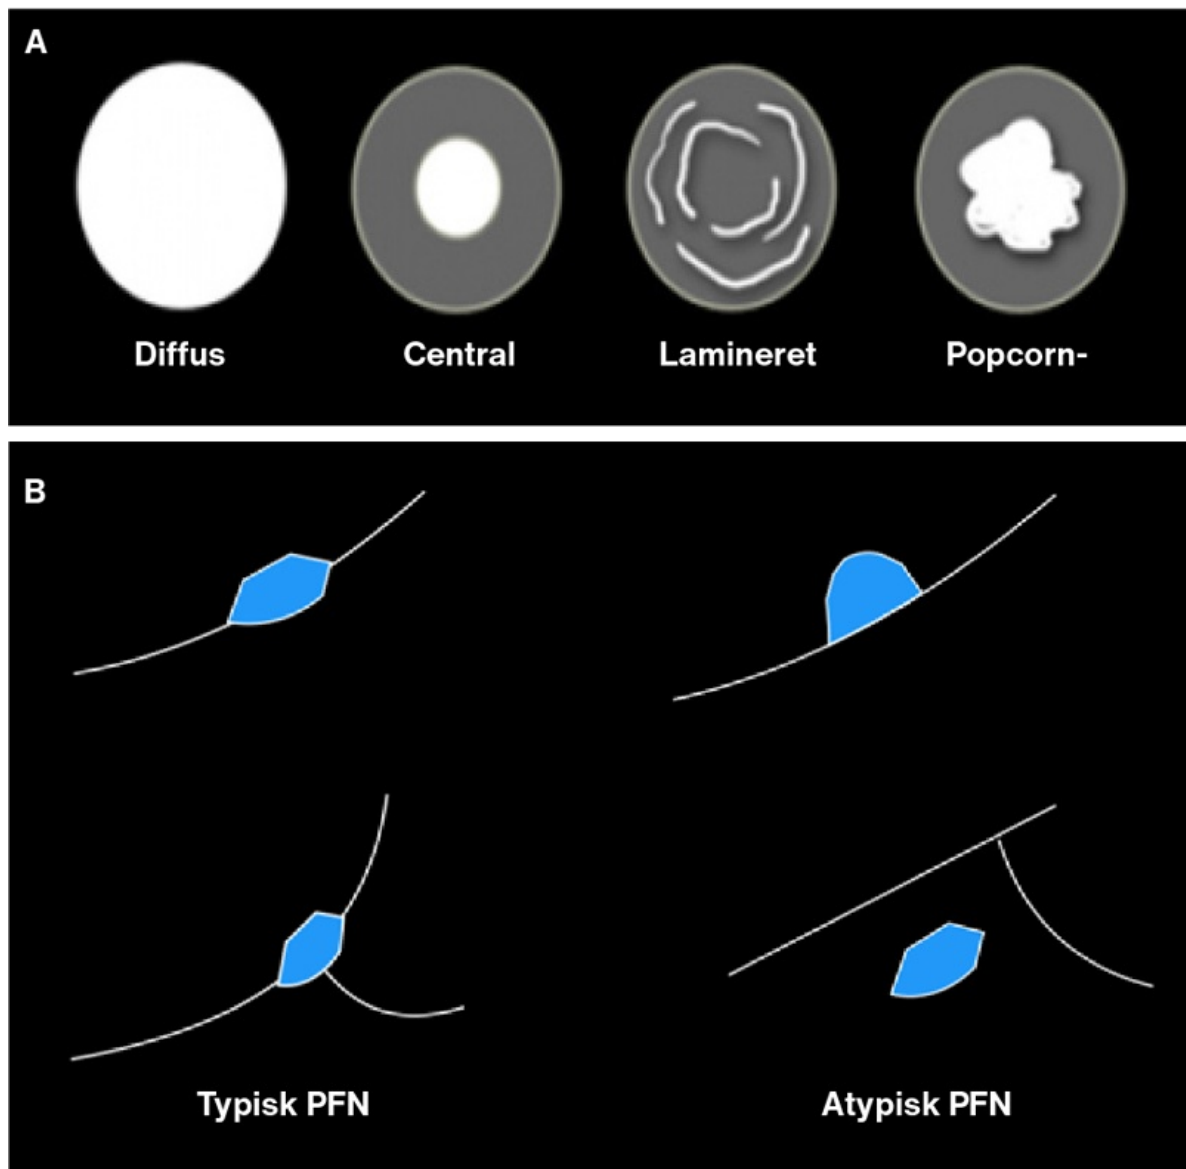 A
Diffus Central Lamineret Popcorn-
B
Typisk PFN Atypisk PFN